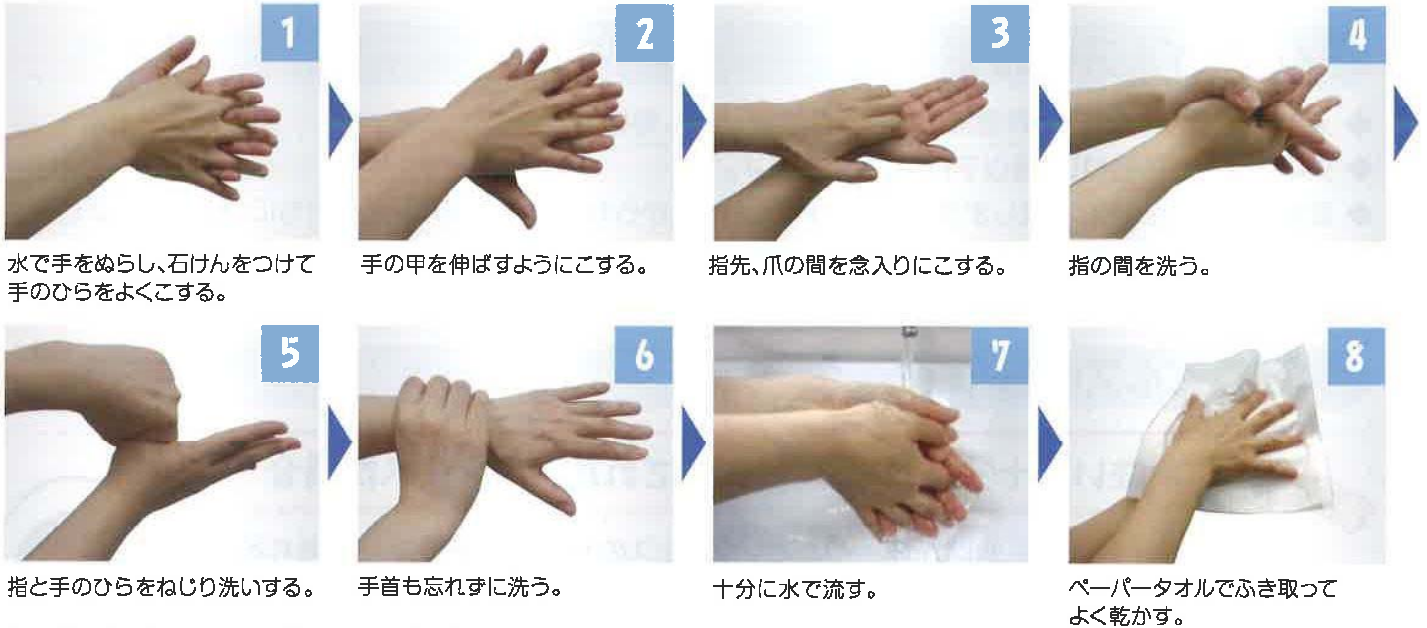 1
2
3
4
水で手をぬらし、石けんをつけて
手のひらをよくこする。
手の甲を伸ばすようにこする。
指先、爪の間を念入りにこする。
指の間を洗う。
5
6
7
8
指と手のひらをねじり洗いする。
手首も忘れずに洗う。
十分に水で流す。
ペーパータオルでふき取って
よく乾かす。